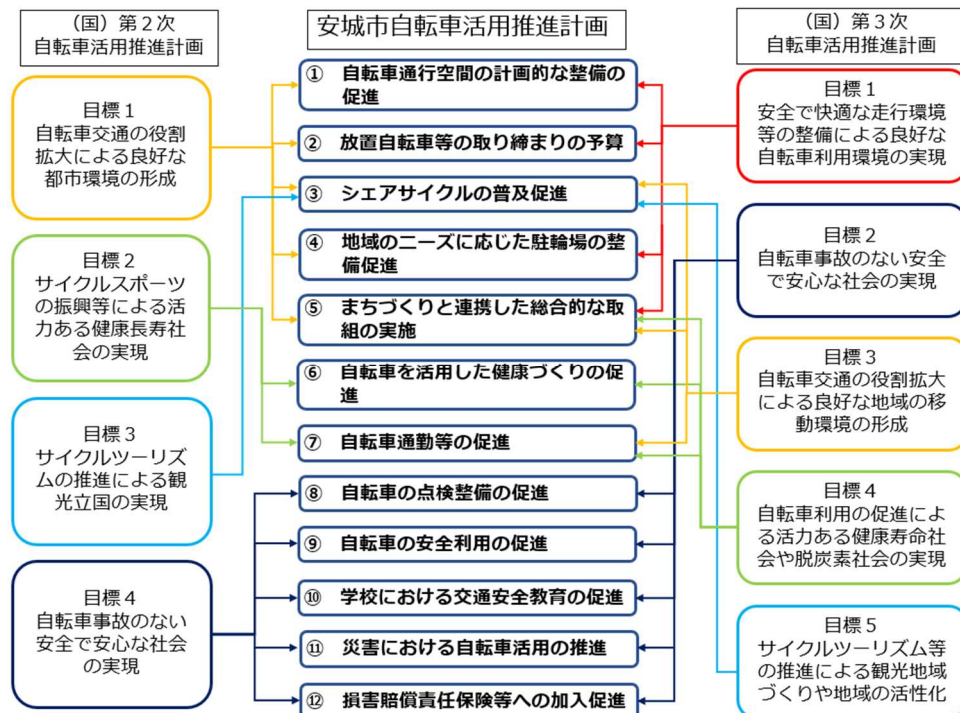 （国）第２次
自転車活用推進計画
目標１
自転車交通の役割
拡大による良好な
都市環境の形成
目標２
サイクルスポーツ
の振興等による活
力ある健康長寿社
会の実現
目標３
サイクルツーリズ
ムの推進による観
光立国の実現
目標４
自転車事故のない
安全で安心な社会
の実現
安城市自転車活用推進計画
① 自転車通行空間の計画的な整備の
促進
② 放置自転車等の取り締まりの予算
③ シェアサイクルの普及促進
④ 地域のニーズに応じた駐輪場の整
備促進
⑤ まちづくりと連携した総合的な取
組の実施
⑥ 自転車を活用した健康づくりの促
進
⑦ 自転車通勤等の促進
⑧ 自転車の点検整備の促進
⑨ 自転車の安全利用の促進
⑩ 学校における交通安全教育の促進
⑪ 災害における自転車活用の推進
⑫ 損害賠償責任保険等への加入促進
（国）第３次
自転車活用推進計画
目標１
安全で快適な走行環境
等の整備による良好な
自転車利用環境の実現
目標２
自転車事故のない安全
で安心な社会の実現
目標３
自転車交通の役割拡大
による良好な地域の移
動環境の形成
目標４
自転車利用の促進によ
る活力ある健康寿命社
会や脱炭素社会の実現
目標５
サイクルツーリズム等
の推進による観光地域
づくりや地域の活性化